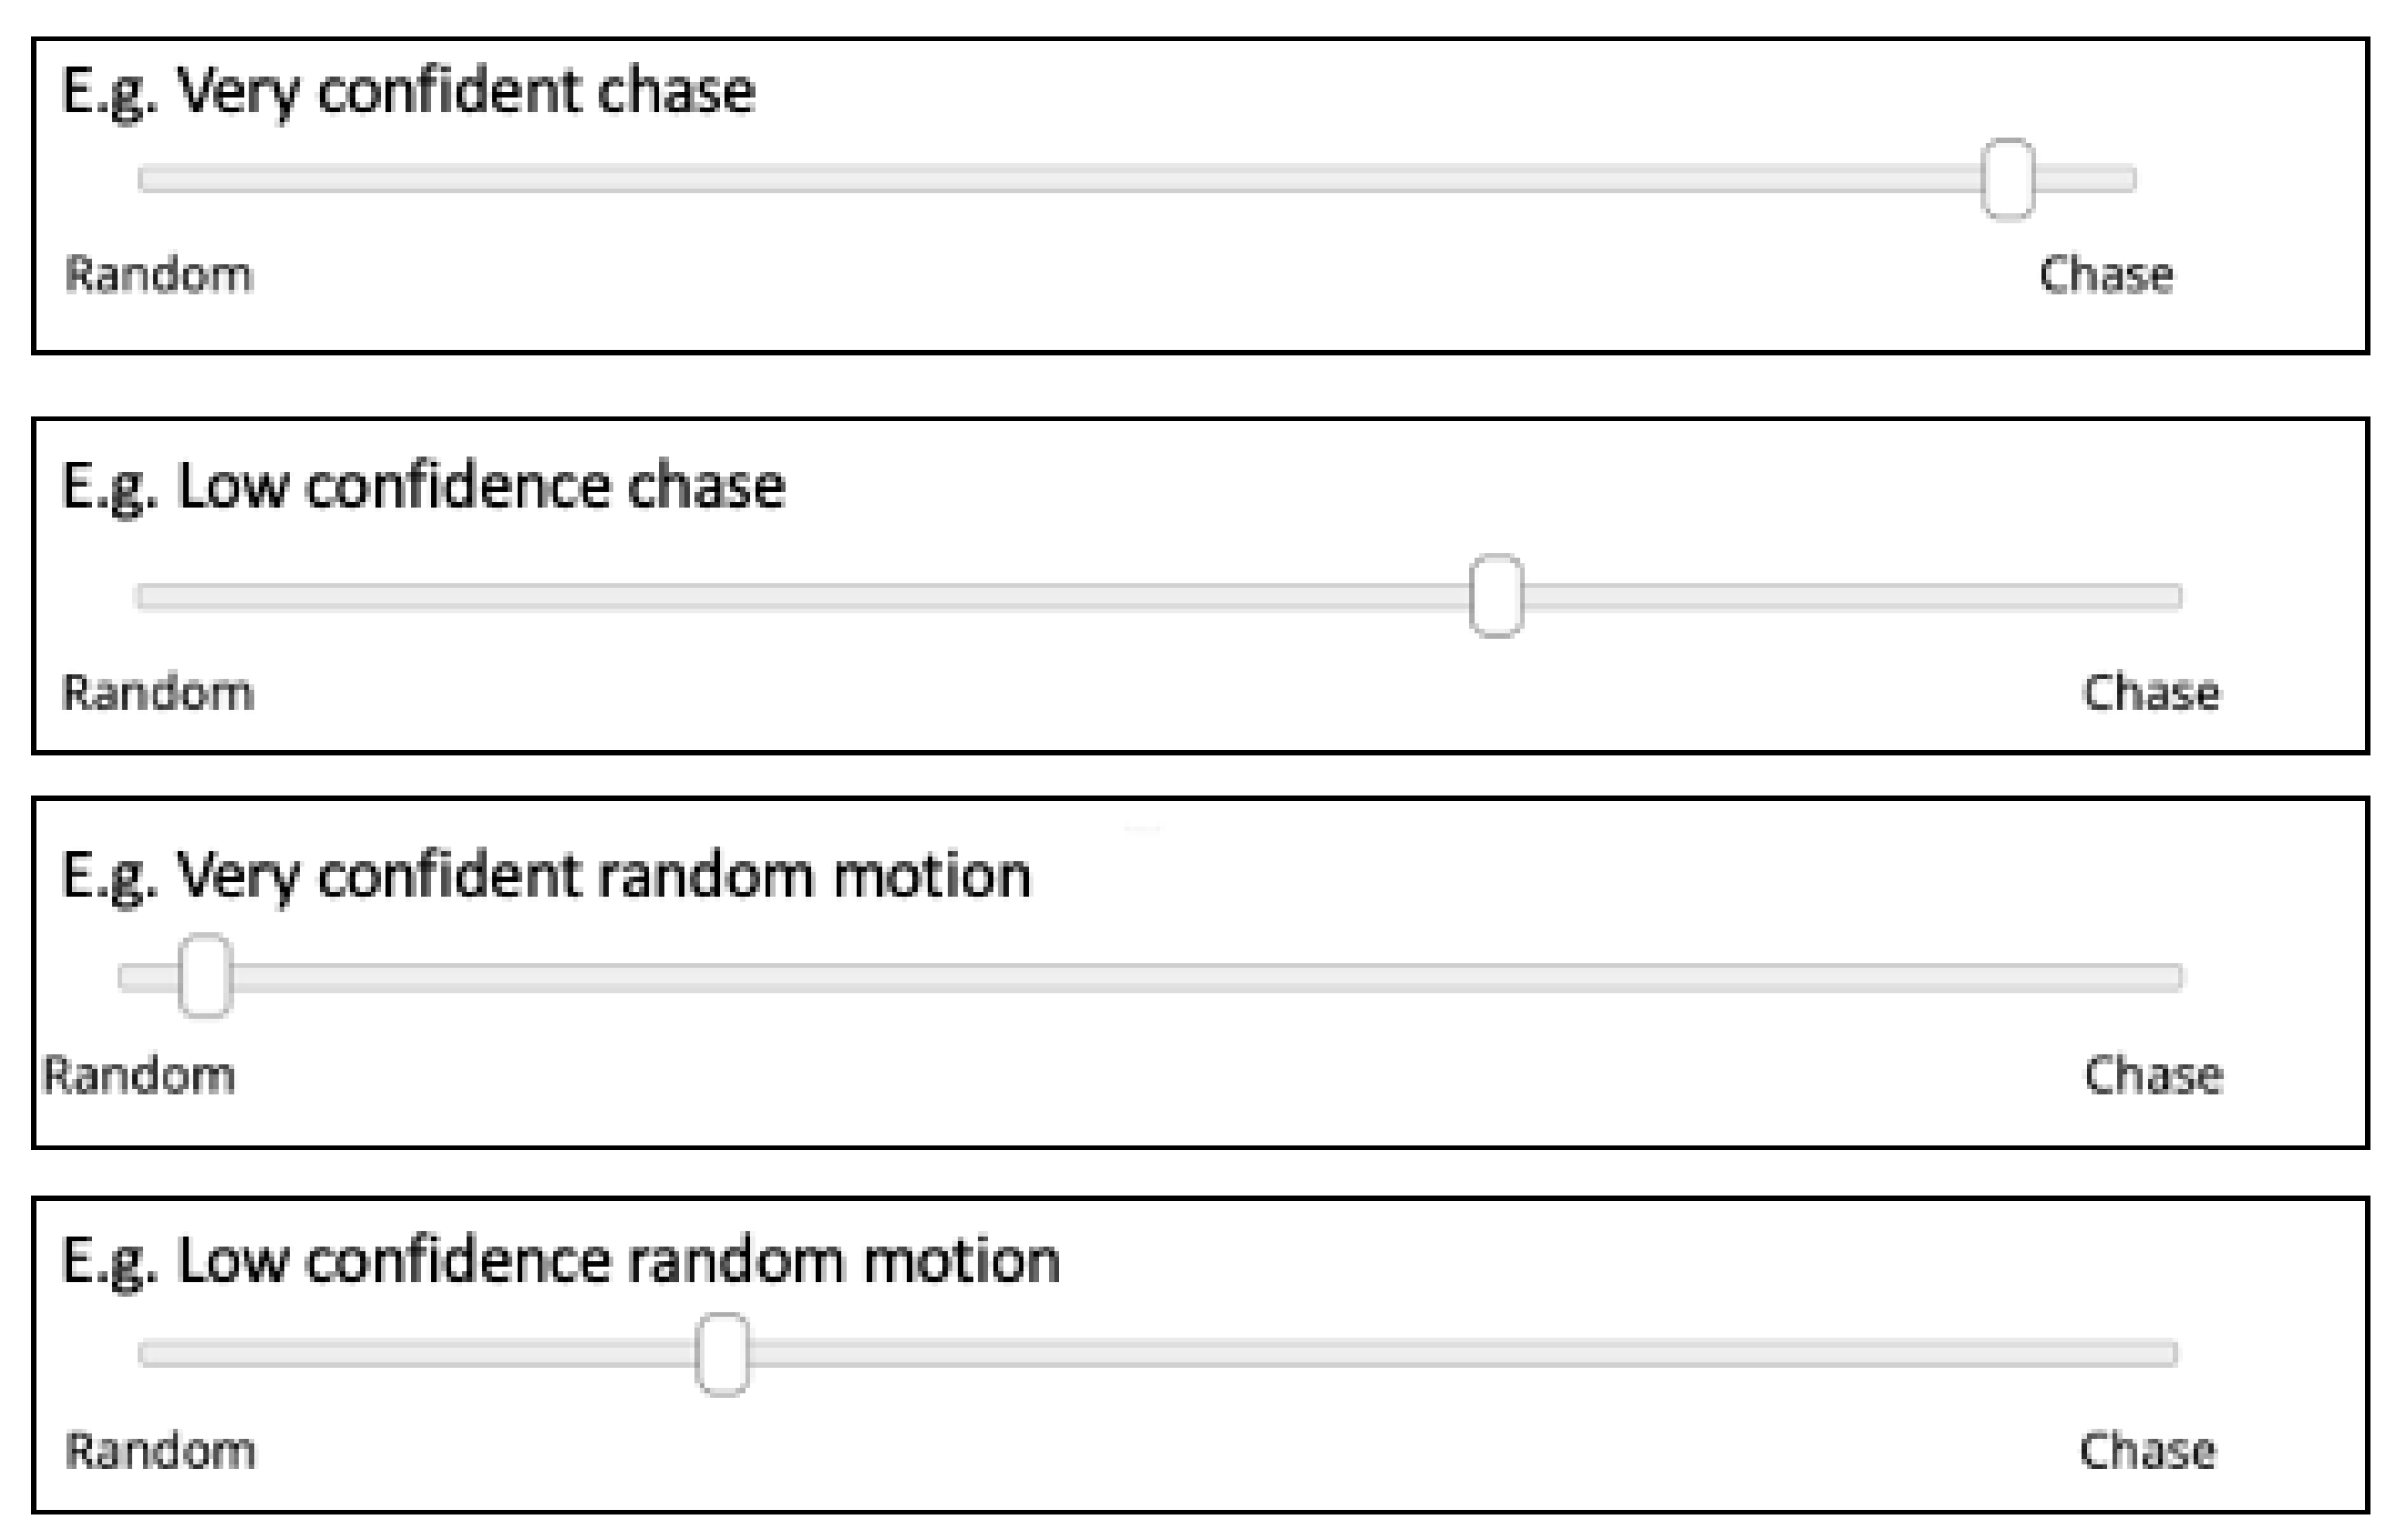 E.g. Very confident chase
Random Chase
E.g. Low confidence chase
Random Chase
E.g. Very confident random motion
Random Chase
E.g. Low confidence random motion
Random Chase